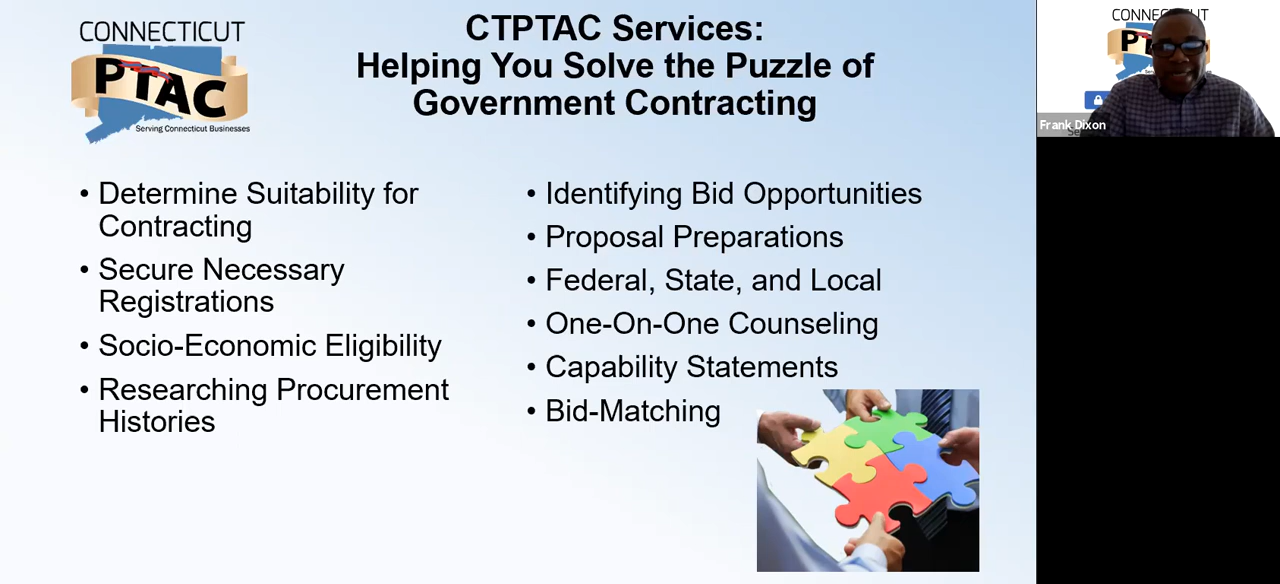 CONNECTICUT
PTAC
Serving Connecticut Businesses
CTPTAC Services:
Helping You Solve the Puzzle of
Government Contracting
• Determine Suitability for
Contracting
• Secure Necessary
Registrations
• Socio-Economic Eligibility
• Researching Procurement
Histories
• Identifying Bid Opportunities
• Proposal Preparations
• Federal, State, and Local
• One-On-One Counseling
• Capability Statements
• Bid-Matching
Frank Dixon